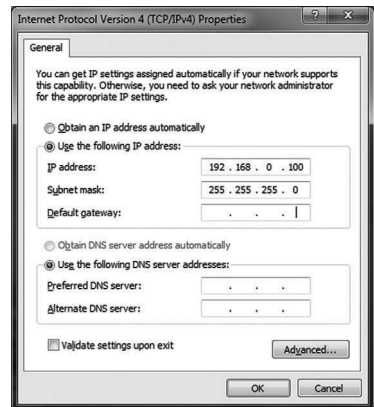 Internet Protocol Version 4 (TCP/IPv4) Properties
General
You can get IP settings assigned automatically if your network supports
this capability. Otherwise, you need to ask your network administrator
for the appropriate IP settings.
Obtain an IP address automatically
Use the following IP address:
IP address: 192 . 168 . 0 . 100
Subnet mask: 255 . 255 . 255 . 0
Default gateway: . . .
Obtain DNS server address automatically
Use the following DNS server addresses:
Preferred DNS server: . . .
Alternate DNS server: . . .
Validate settings upon exit
Advanced...
OK Cancel